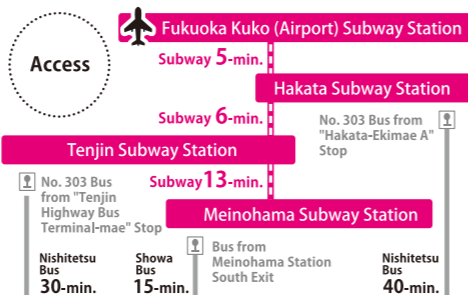 Access
Fukuoka Kuko (Airport) Subway Station
Subway 5-min.
Hakata Subway Station
Subway 6-min.
No. 303 Bus from
"Hakata-Ekimae A"
Stop
Tenjin Subway Station
No. 303 Bus
from "Tenjin
Highway Bus
Terminal-mae" Stop
Subway 13-min.
Meinohama Subway Station
Bus from
Meinohama Station
South Exit
Nishitetsu
Bus
30-min.
Showa
Bus
15-min.
Nishitetsu
Bus
40-min.